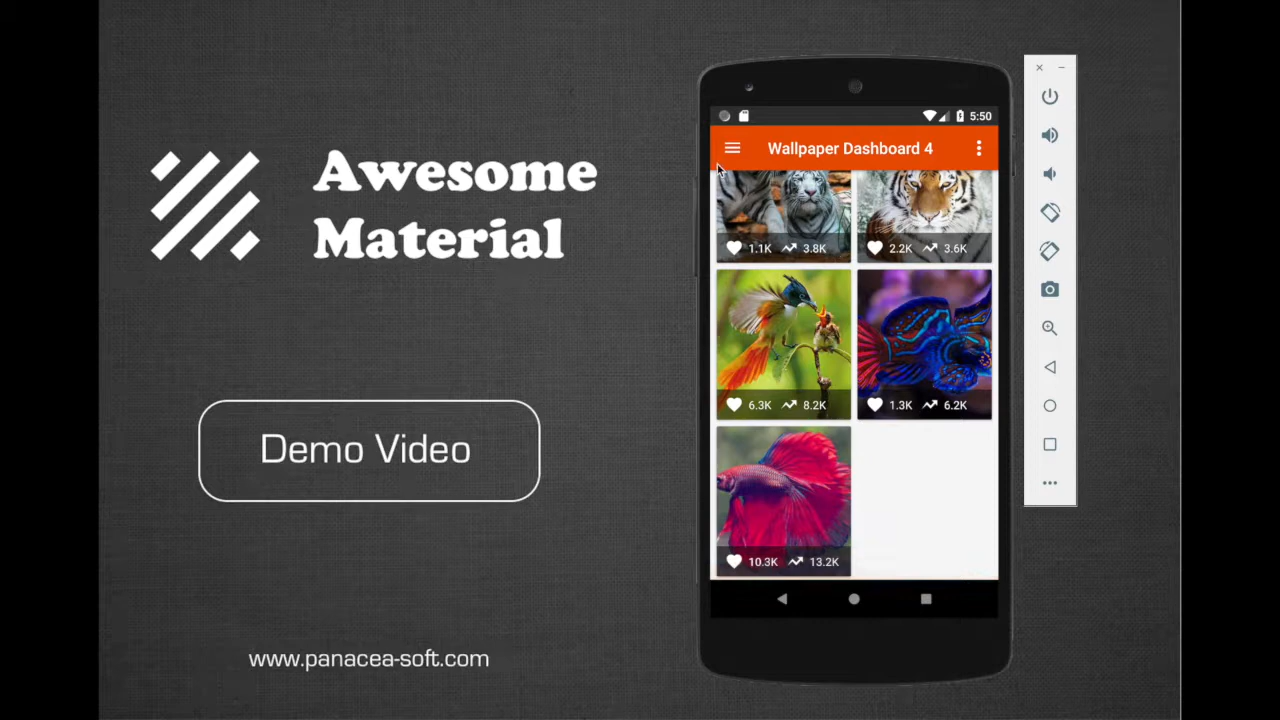 Awesome
Material
Demo Video
www.panacea-soft.com
5:50
Wallpaper Dashboard 4
1.1K 3.8K
2.2K 3.6K
6.3K 8.2K
1.3K 6.2K
10.3K 13.2K